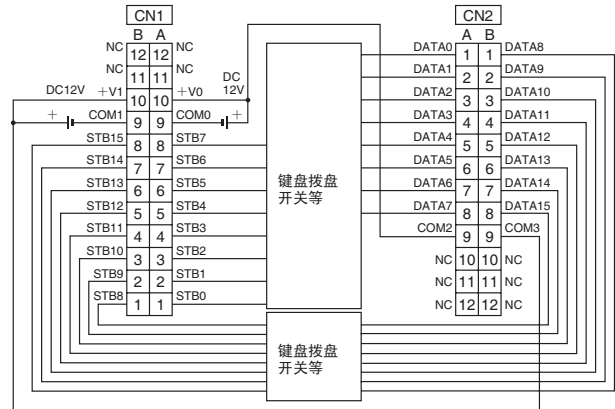 CN1 CN2
B A A B
NC 12 12 NC DATA0 1 1 DATA8
NC 11 11 NC DATA1 2 2 DATA9
DC12V +V1 10 10 +V0 DC 12V DATA2 3 3 DATA10
+ COM1 9 9 COM0 + DATA3 4 4 DATA11
STB15 8 8 STB7 DATA4 5 5 DATA12
STB14 7 7 STB6 DATA5 6 6 DATA13
STB13 6 6 STB5 键盘拨盘 DATA6 7 7 DATA14
STB12 5 5 STB4 开关等 DATA7 8 8 DATA15
STB11 4 4 STB3 COM2 9 9 COM3
STB10 3 3 STB2 NC 10 10 NC
STB9 2 2 STB1 NC 11 11 NC
STB8 1 1 STB0 NC 12 12 NC
键盘拨盘
开关等